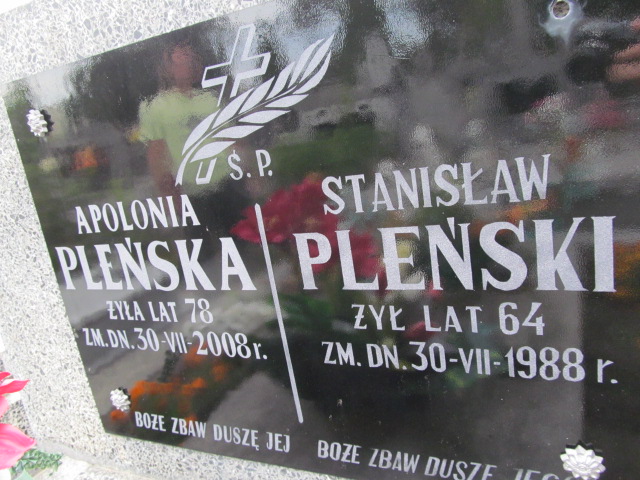 Ś.P.
APOLONIA
PLEŃSKA
ŻYŁA LAT 78
ZM. DN. 30-VII-2008 r.
BOŻE ZBAW DUSZĘ JEJ
STANISŁAW
PLEŃSKI
ŻYŁ LAT 64
ZM. DN. 30-VII-1988 r.
BOŻE ZBAW DUSZĘ